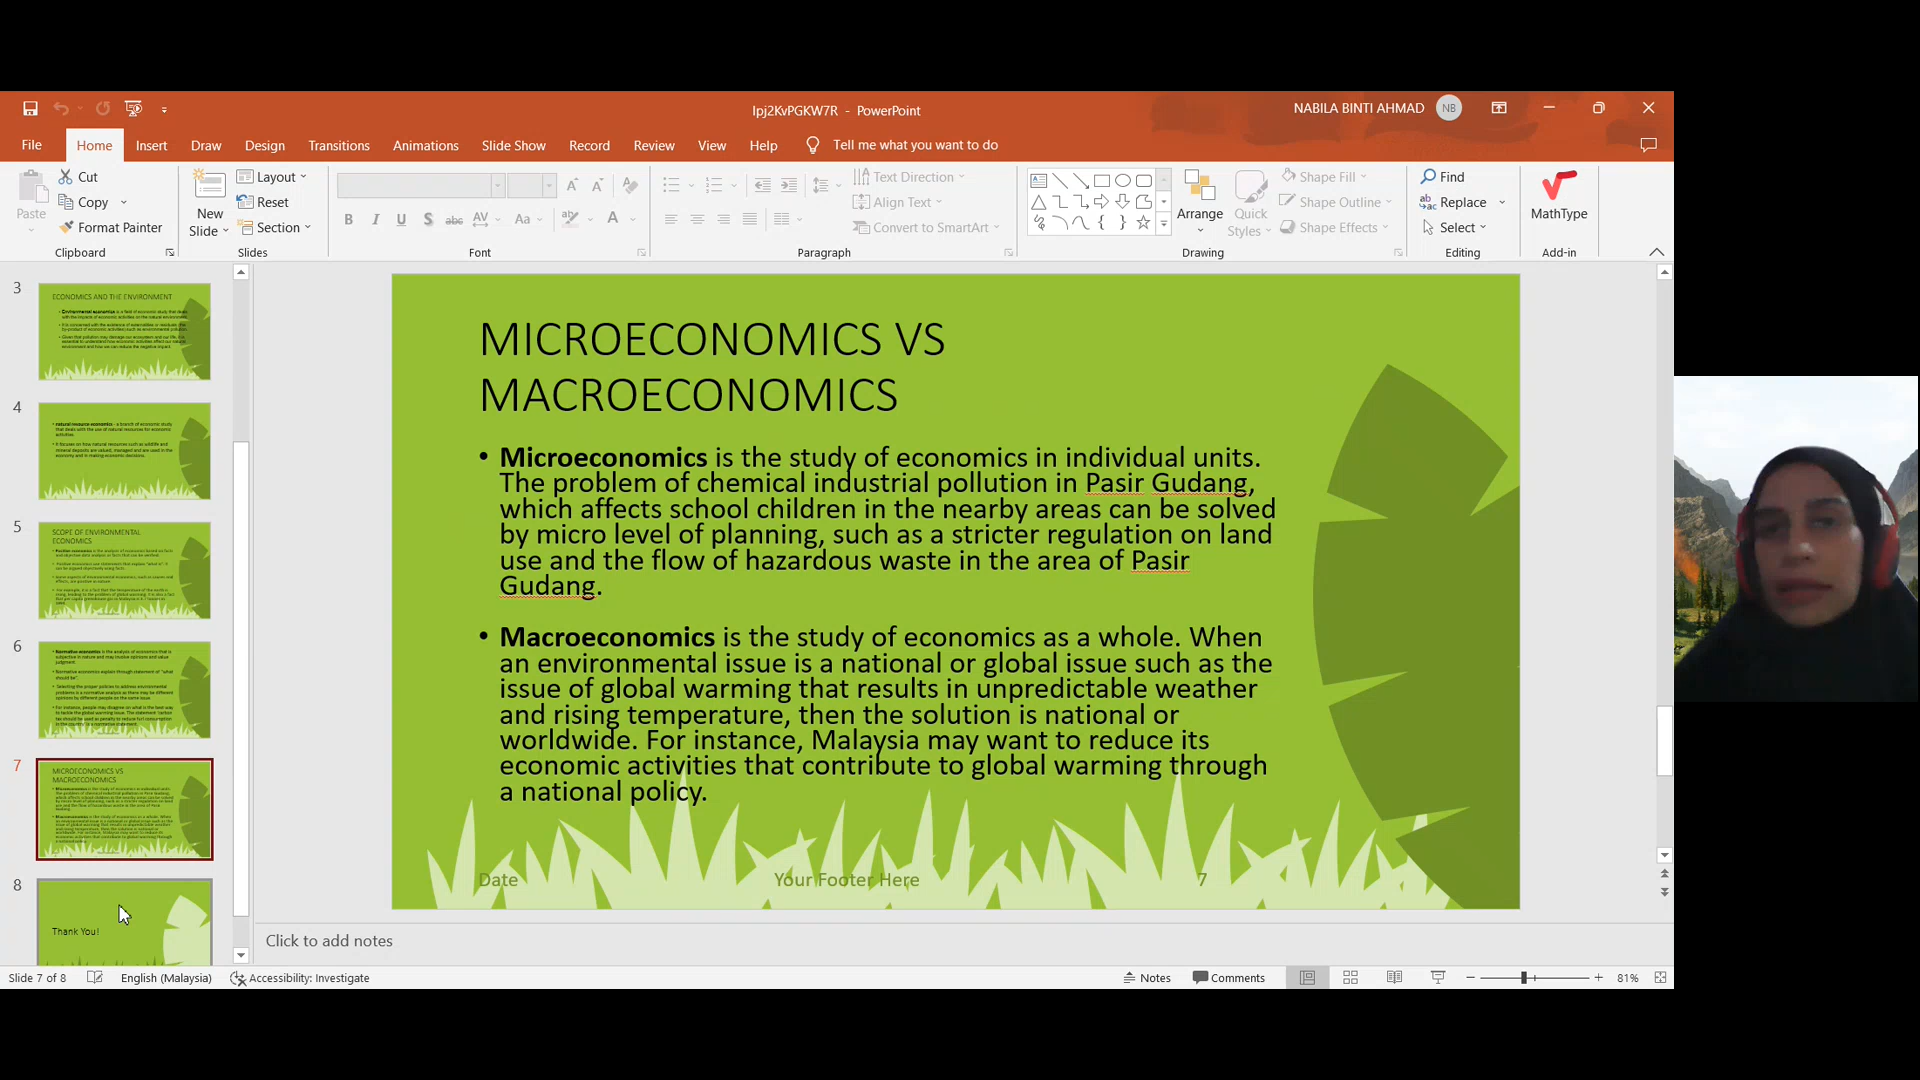 Ipj2KvPGKW7R - PowerPoint
NABILA BINTI AHMAD
NB
File
Home
Insert
Draw
Design
Transitions
Animations
Slide Show
Record
Review
View
Help
Tell me what you want to do
Paste
Cut
Copy
Format Painter
Clipboard
New
Slide
Layout
Reset
Section
Slides
B I U S abc AV Aa A
Font
Text Direction
Align Text
Convert to SmartArt
Paragraph
Arrange
Quick
Styles
Shape Fill
Shape Outline
Shape Effects
Drawing
Find
Replace
Select
Editing
MathType
Add-in
3
ECONOMICS AND THE ENVIRONMENT
4
5
SCOPE OF ENVIRONMENTAL
ECONOMICS
6
7
MICROECONOMICS VS
MACROECONOMICS
8
Thank You!
MICROECONOMICS VS
MACROECONOMICS
• Microeconomics is the study of economics in individual units.
The problem of chemical industrial pollution in Pasir Gudang,
which affects school children in the nearby areas can be solved
by micro level of planning, such as a stricter regulation on land
use and the flow of hazardous waste in the area of Pasir
Gudang.
• Macroeconomics is the study of economics as a whole. When
an environmental issue is a national or global issue such as the
issue of global warming that results in unpredictable weather
and rising temperature, then the solution is national or
worldwide. For instance, Malaysia may want to reduce its
economic activities that contribute to global warming through
a national policy.
Date
Your Footer Here
7
Click to add notes
Slide 7 of 8
English (Malaysia)
Accessibility: Investigate
Notes
Comments
81%